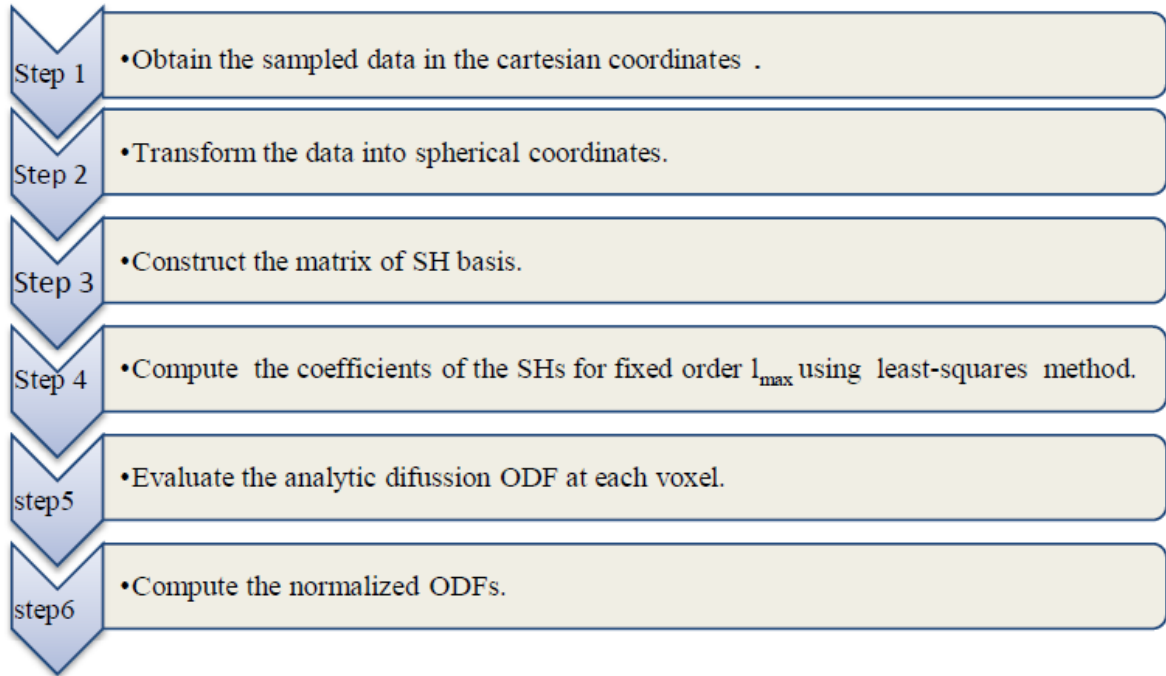 Step 1
•Obtain the sampled data in the cartesian coordinates .
Step 2
•Transform the data into spherical coordinates.
Step 3
•Construct the matrix of SH basis.
Step 4
•Compute the coefficients of the SHs for fixed order lmax using least-squares method.
step5
•Evaluate the analytic difussion ODF at each voxel.
step6
•Compute the normalized ODFs.